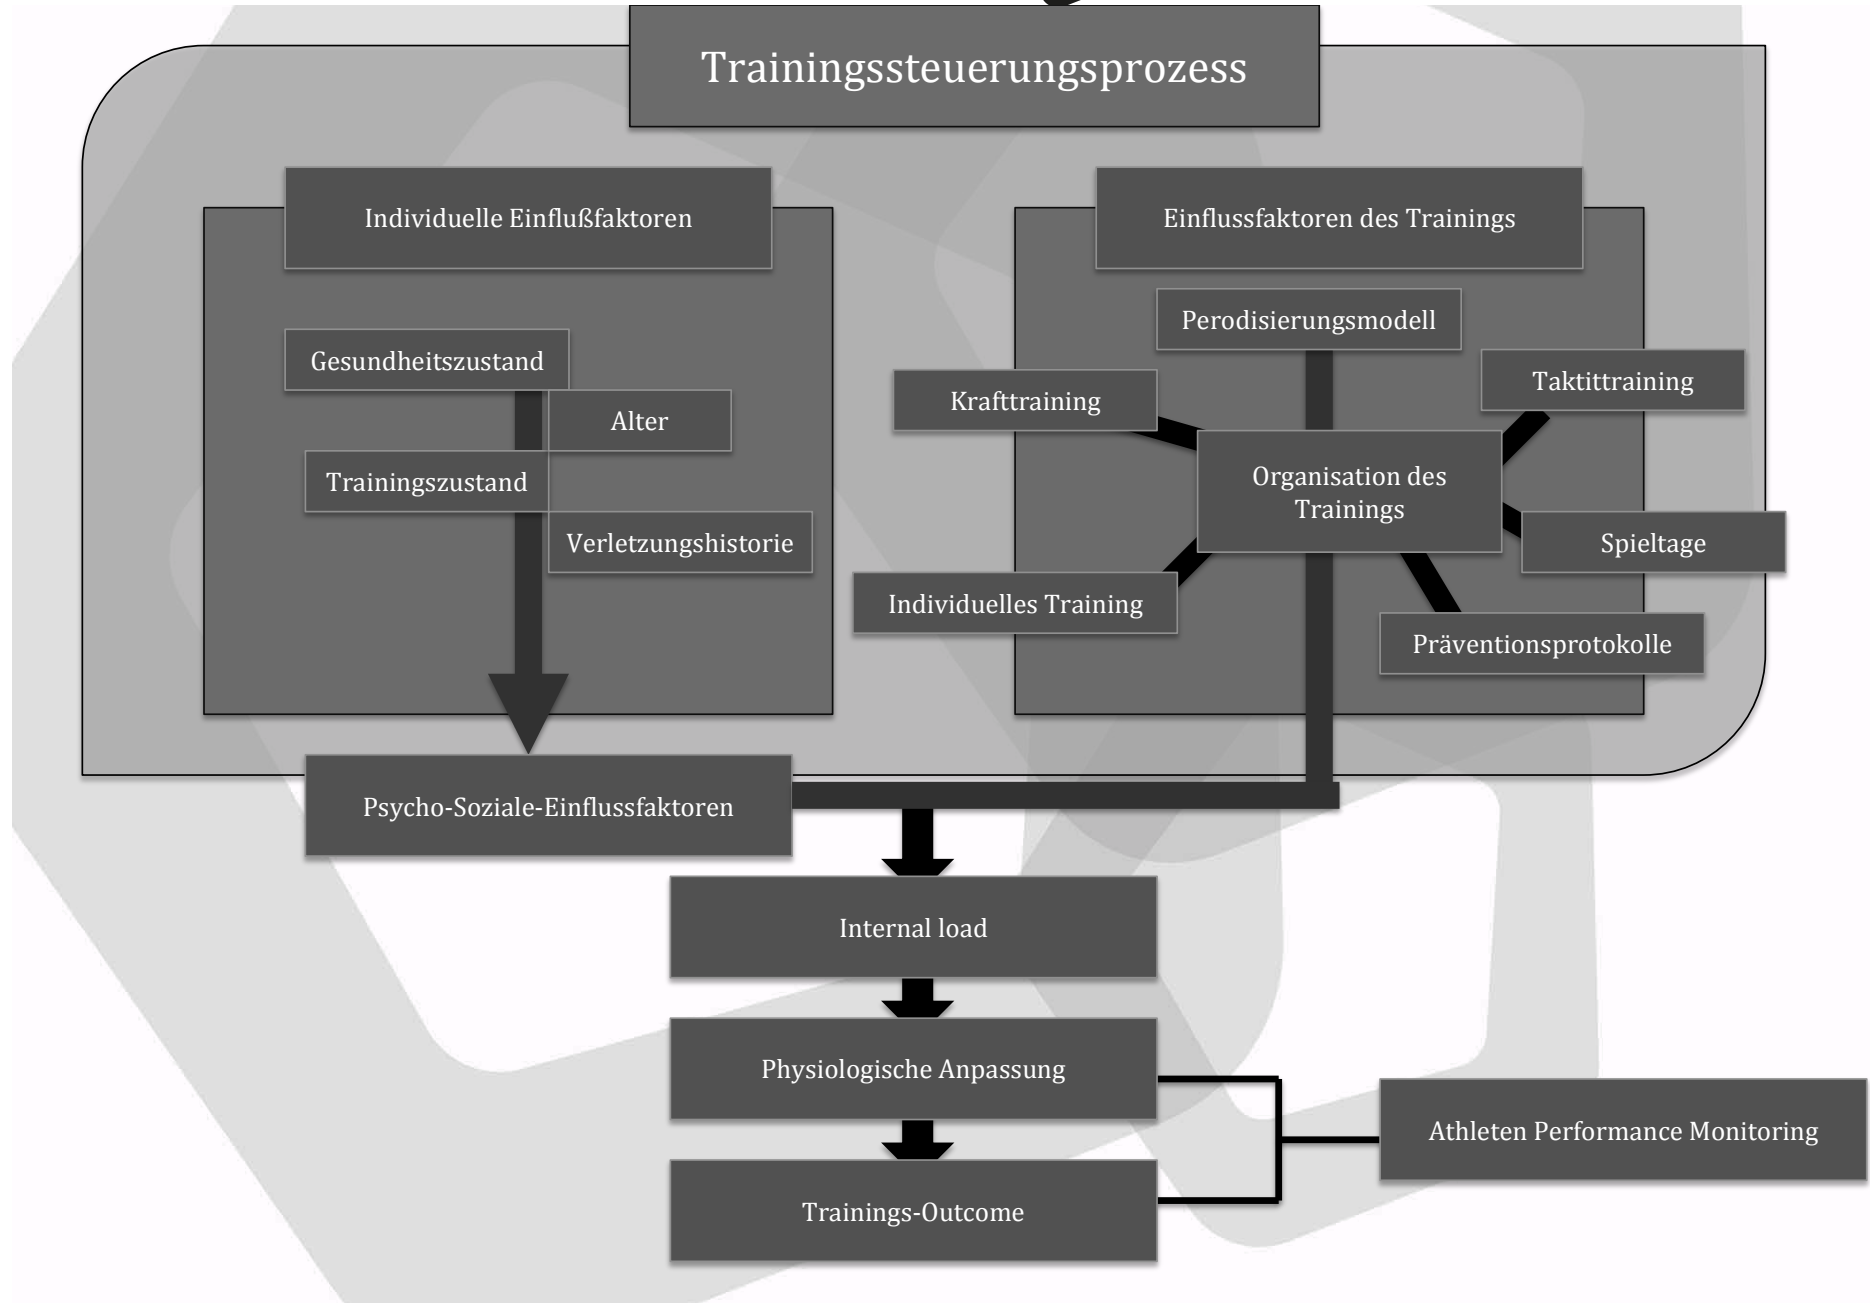 Trainingssteuerungsprozess
Individuelle Einflußfaktoren
Gesundheitszustand
Alter
Trainingszustand
Verletzungshistorie
Einflussfaktoren des Trainings
Perodisierungsmodell
Krafttraining
Taktittraining
Organisation des
Trainings
Spieltage
Individuelles Training
Präventionsprotokolle
Psycho-Soziale-Einflussfaktoren
Internal load
Physiologische Anpassung
Athleten Performance Monitoring
Trainings-Outcome